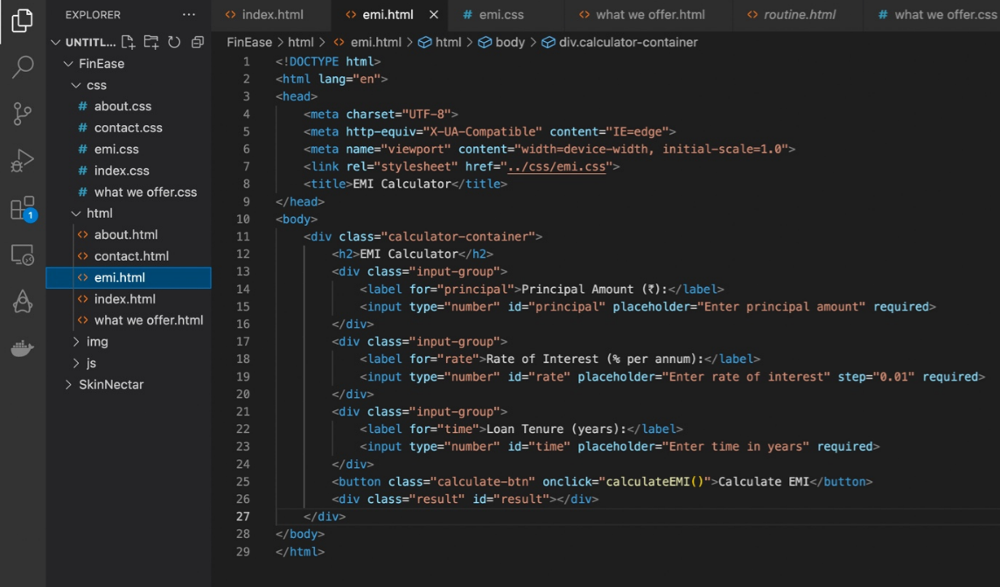 EXPLORER ...
index.html
emi.html
emi.css
what we offer.html
routine.html
what we offer.css
UNTITL...
FinEase
css
about.css
contact.css
emi.css
index.css
what we offer.css
html
about.html
contact.html
emi.html
index.html
what we offer.html
img
js
SkinNectar
1
FinEase > html > emi.html > html > body > div.calculator-container
1 <!DOCTYPE html>
2 <html lang="en">
3 <head>
4 <meta charset="UTF-8">
5 <meta http-equiv="X-UA-Compatible" content="IE=edge">
6 <meta name="viewport" content="width=device-width, initial-scale=1.0">
7 <link rel="stylesheet" href="../css/emi.css">
8 <title>EMI Calculator</title>
9 </head>
10 <body>
11 <div class="calculator-container">
12 <h2>EMI Calculator</h2>
13 <div class="input-group">
14 <label for="principal">Principal Amount (₹):</label>
15 <input type="number" id="principal" placeholder="Enter principal amount" required>
16 </div>
17 <div class="input-group">
18 <label for="rate">Rate of Interest (% per annum):</label>
19 <input type="number" id="rate" placeholder="Enter rate of interest" step="0.01" required>
20 </div>
21 <div class="input-group">
22 <label for="time">Loan Tenure (years):</label>
23 <input type="number" id="time" placeholder="Enter time in years" required>
24 </div>
25 <button class="calculate-btn" onclick="calculateEMI()">Calculate EMI</button>
26 <div class="result" id="result"></div>
27 </div>
28 </body>
29 </html>